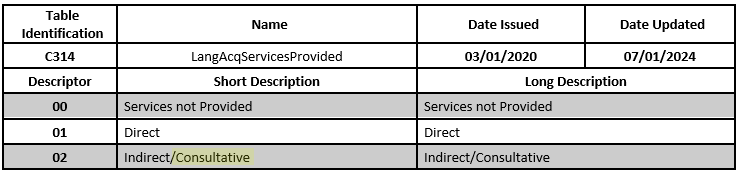 Table Identification Name Date Issued Date Updated
C314 LangAcqServicesProvided 03/01/2020 07/01/2024
Descriptor Short Description Long Description
00 Services not Provided Services not Provided
01 Direct Direct
02 Indirect/Consultative Indirect/Consultative